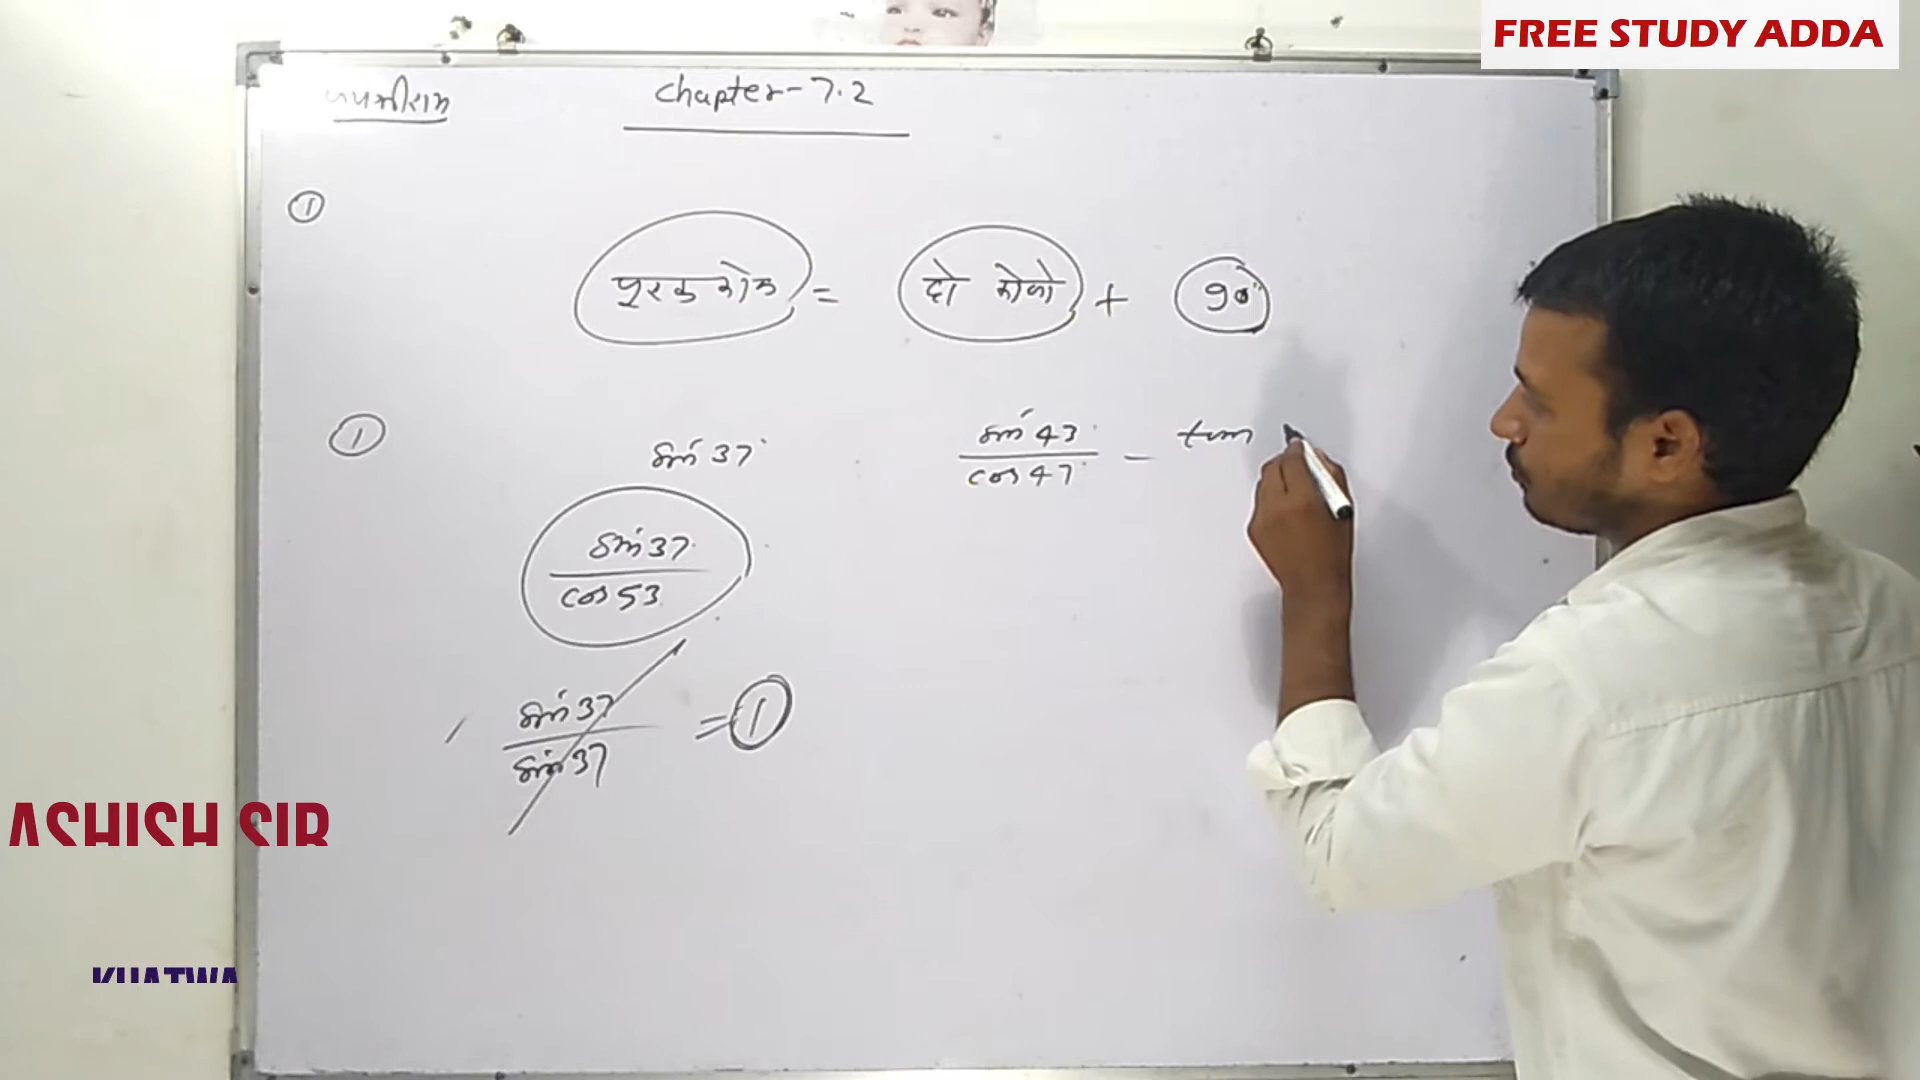 FREE STUDY ADDA
जय श्री राम
Chapter-7.2
①
पूरक कोण = दो कोणो + 90°
①
sin 37°
sin 37°
cos 53
sin 37
sin 37
= ①
sin 43°
cos 47°
- tan
ASHISH SIR
KHATWA